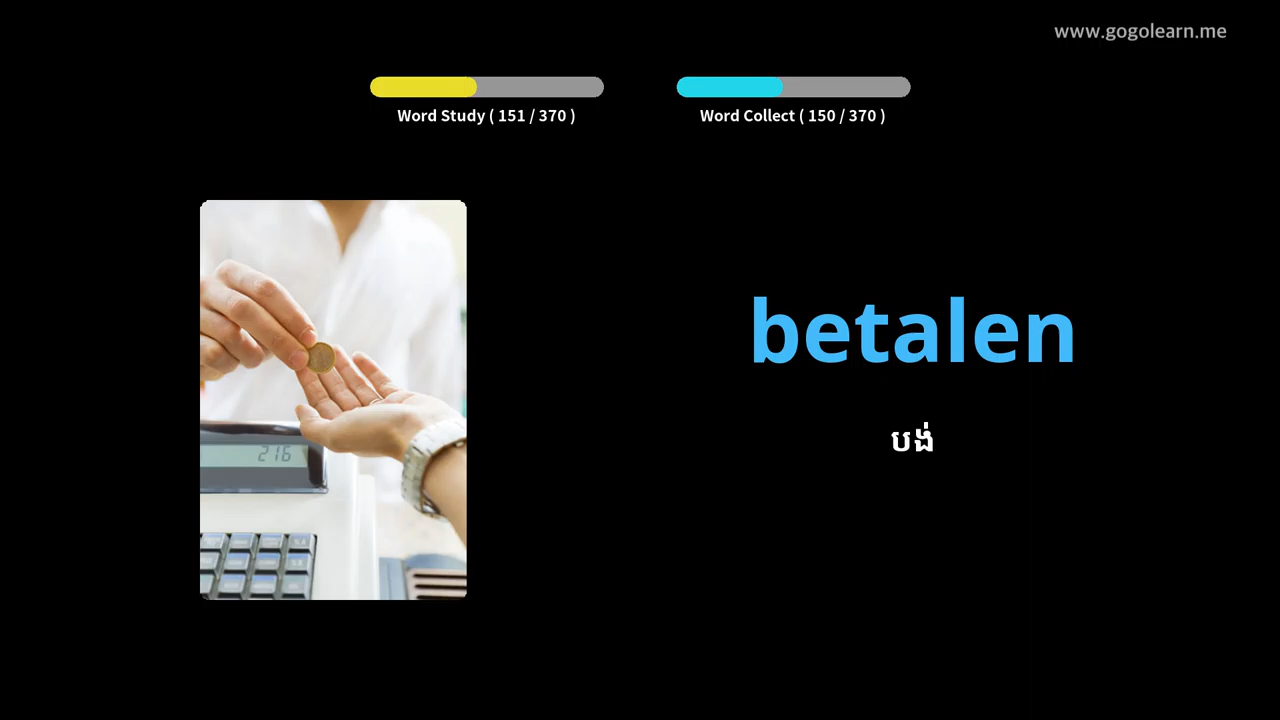 www.gogolearn.me
Word Study ( 151 / 370 )
Word Collect ( 150 / 370 )
betalen
បង់
216